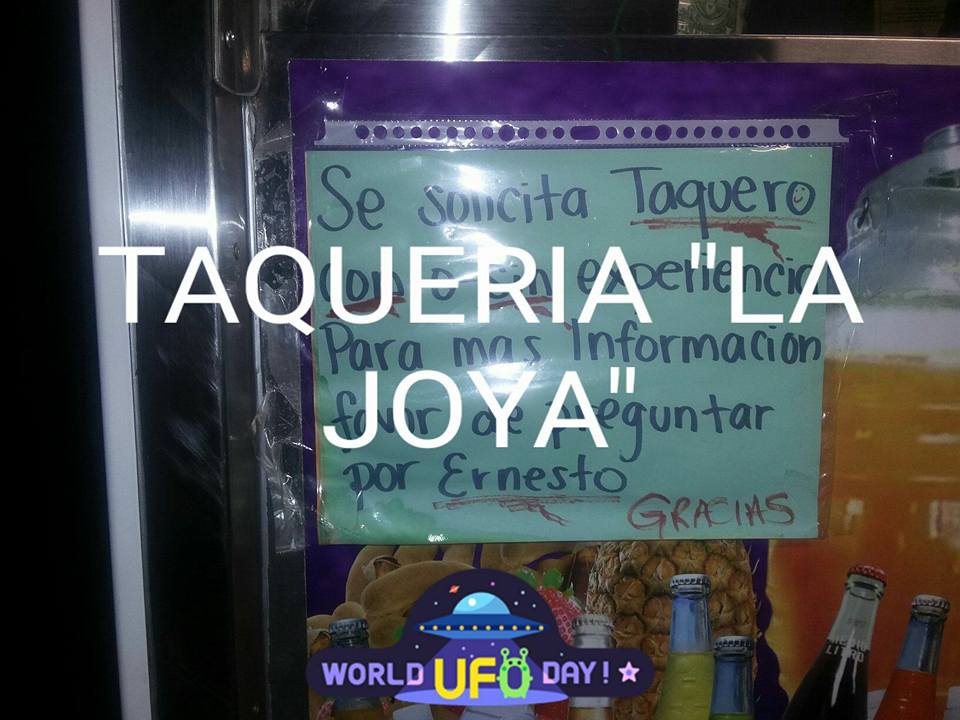 Se solicita Taquero
con o sin experiencia
Para mas Informacion
favor de preguntar
por Ernesto
GRACIAS
TAQUERIA "LA
JOYA"
WORLD UFO DAY!